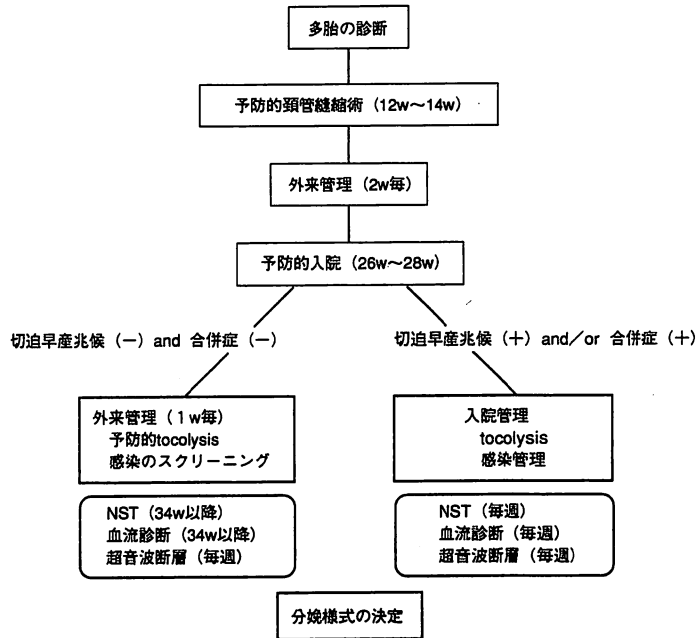 多胎の診断
予防的頚管縫縮術（12w～14w）
外来管理（2w毎）
予防的入院（26w～28w）
切迫早産兆候（－）and 合併症（－）
切迫早産兆候（＋）and／or 合併症（＋）
外来管理（１w毎）
予防的tocolysis
感染のスクリーニング
入院管理
tocolysis
感染管理
NST（34w以降）
血流診断（34w以降）
超音波断層（毎週）
NST（毎週）
血流診断（毎週）
超音波断層（毎週）
分娩様式の決定